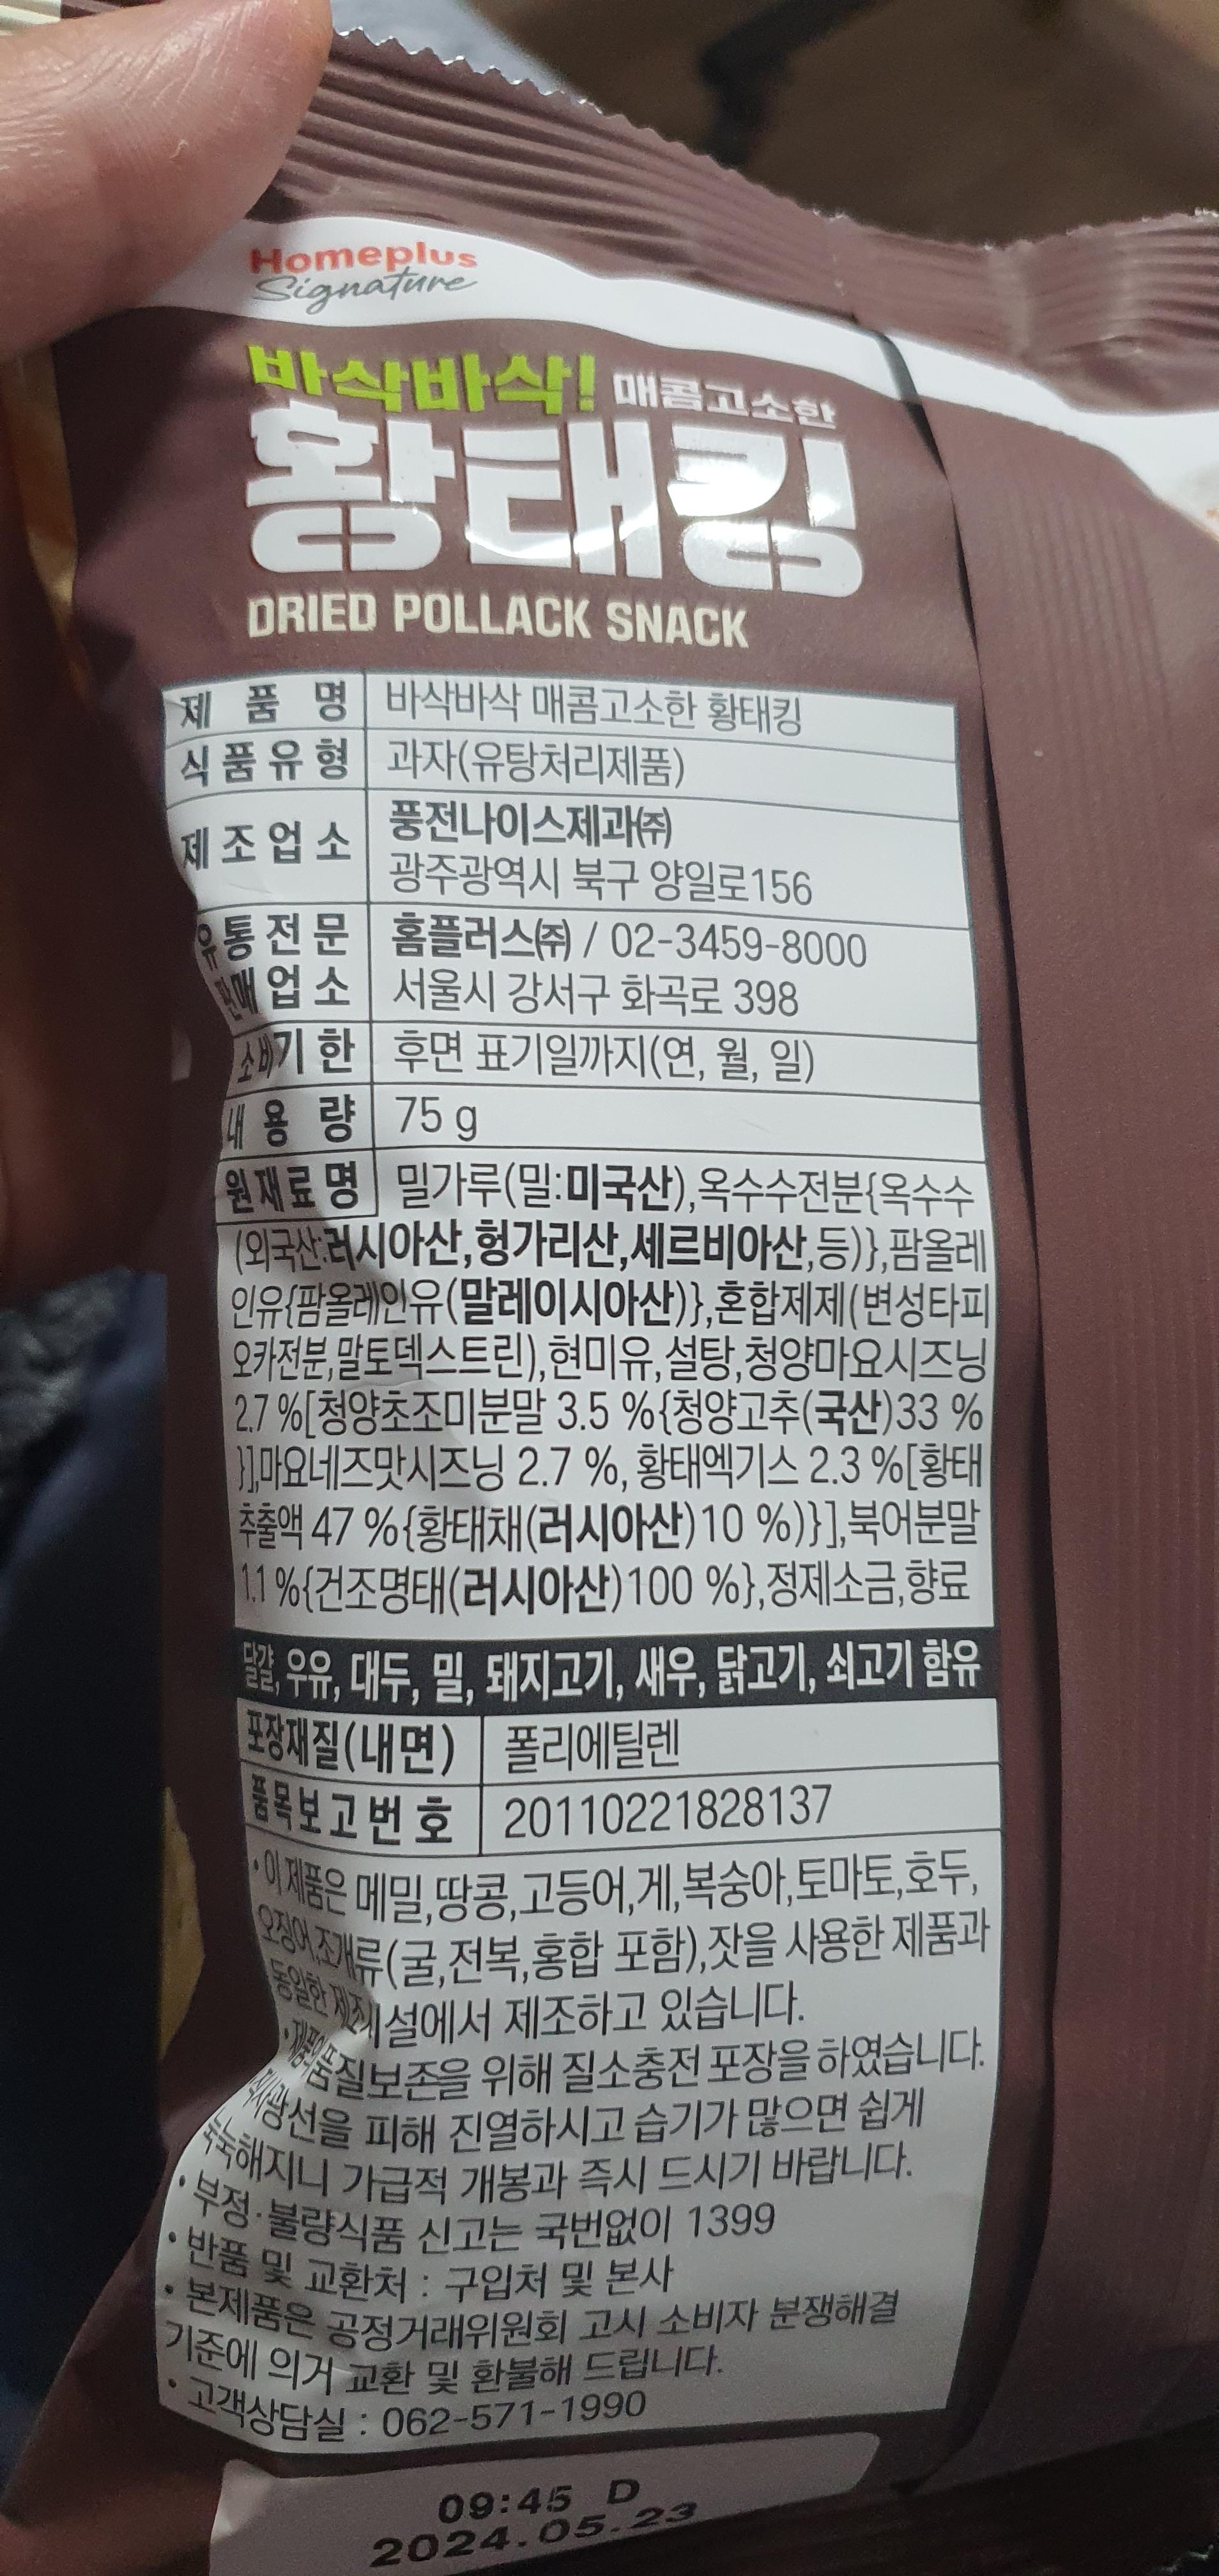 Homeplus
Signature
바삭바삭! 매콤고소한
황태킹
DRIED POLLACK SNACK
제품명 바삭바삭 매콤고소한 황태킹
식품유형 과자(유탕처리제품)
제조업소 풍전나이스제과㈜
광주광역시 북구 양일로156
유통전문 홈플러스㈜ / 02-3459-8000
판매업소 서울시 강서구 화곡로 398
소비기한 후면 표기일까지(연, 월, 일)
내용량 75 g
원재료명 밀가루(밀:미국산),옥수수전분{옥수수
(외국산:러시아산,헝가리산,세르비아산,등)},팜올레
인유{팜올레인유(말레이시아산)},혼합제제(변성타피
오카전분,말토덱스트린),현미유,설탕,청양마요시즈닝
2.7 %[청양초조미분말 3.5 %{청양고추(국산)33 %
}],마요네즈맛시즈닝 2.7 %, 황태엑기스 2.3 %[황태
추출액 47 %{황태채(러시아산)10 %)}],북어분말
1.1 %{건조명태(러시아산)100 %},정제소금,향료
달걀, 우유, 대두, 밀, 돼지고기, 새우, 닭고기, 쇠고기 함유
포장재질(내면) 폴리에틸렌
품목보고번호 20110221828137
• 이 제품은 메밀,땅콩,고등어,게,복숭아,토마토,호두,
오징어,조개류(굴,전복,홍합 포함),잣을 사용한 제품과
동일한 제조시설에서 제조하고 있습니다.
• 제품의 품질보존을 위해 질소충전 포장을 하였습니다.
직사광선을 피해 진열하시고 습기가 많으면 쉽게
눅눅해지니 가급적 개봉과 즉시 드시기 바랍니다.
• 부정·불량식품 신고는 국번없이 1399
• 반품 및 교환처 : 구입처 및 본사
• 본제품은 공정거래위원회 고시 소비자 분쟁해결
기준에 의거 교환 및 환불해 드립니다.
• 고객상담실 : 062-571-1990
09:45 D
2024.05.23